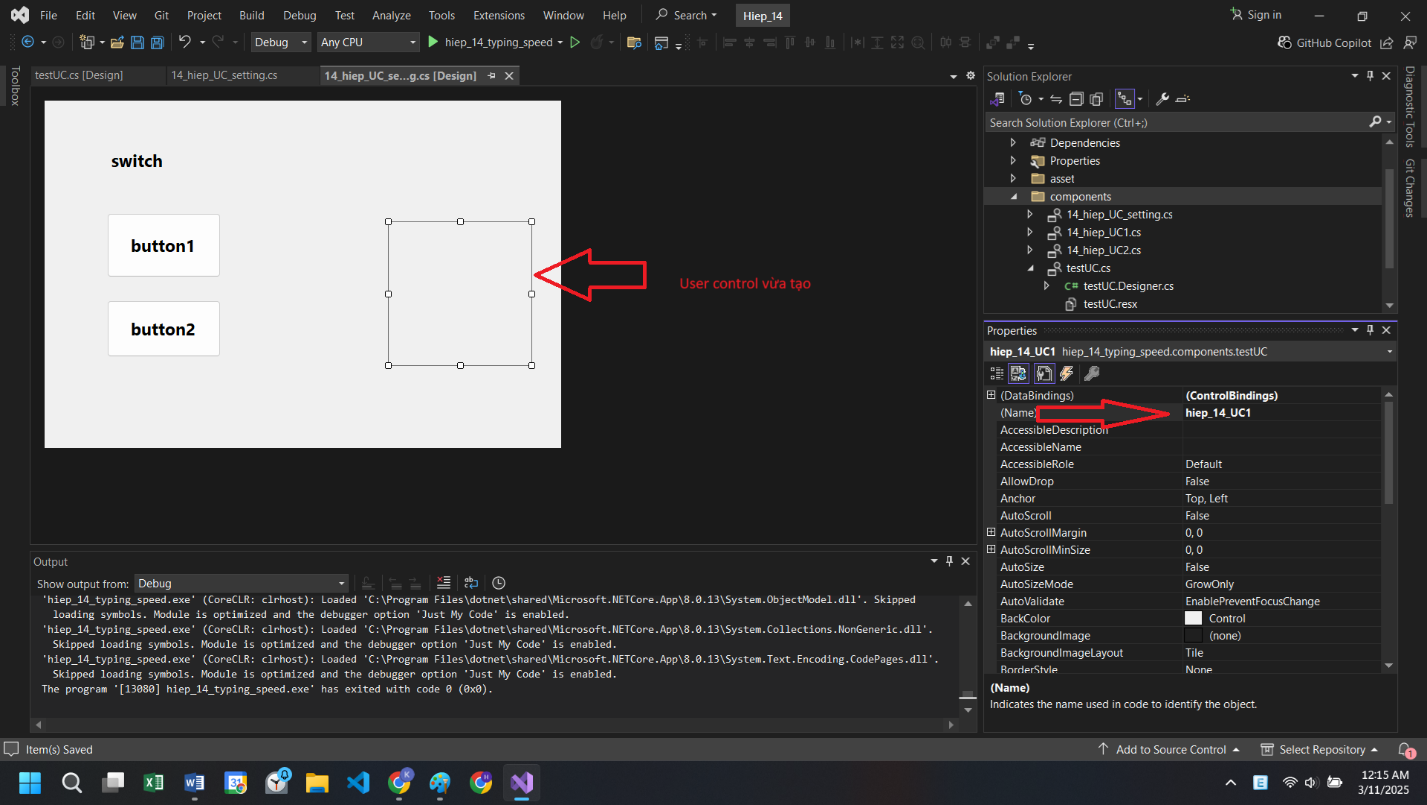 File Edit View Git Project Build Debug Test Analyze Tools Extensions Window Help Search Hiep_14 Sign in
Debug Any CPU hiep_14_typing_speed GitHub Copilot
Toolbox
testUC.cs [Design] 14_hiep_UC_setting.cs 14_hiep_UC_se...g.cs [Design]
switch
button1
button2
User control vừa tạo
Output
Show output from: Debug
'hiep_14_typing_speed.exe' (CoreCLR: clrhost): Loaded 'C:\Program Files\dotnet\shared\Microsoft.NETCore.App\8.0.13\System.ObjectModel.dll'. Skipped
loading symbols. Module is optimized and the debugger option 'Just My Code' is enabled.
'hiep_14_typing_speed.exe' (CoreCLR: clrhost): Loaded 'C:\Program Files\dotnet\shared\Microsoft.NETCore.App\8.0.13\System.Collections.NonGeneric.dll'.
Skipped loading symbols. Module is optimized and the debugger option 'Just My Code' is enabled.
'hiep_14_typing_speed.exe' (CoreCLR: clrhost): Loaded 'C:\Program Files\dotnet\shared\Microsoft.NETCore.App\8.0.13\System.Text.Encoding.CodePages.dll'.
Skipped loading symbols. Module is optimized and the debugger option 'Just My Code' is enabled.
The program '[13080] hiep_14_typing_speed.exe' has exited with code 0 (0x0).
Solution Explorer
Search Solution Explorer (Ctrl+;)
Dependencies
Properties
asset
components
14_hiep_UC_setting.cs
14_hiep_UC1.cs
14_hiep_UC2.cs
testUC.cs
C# testUC.Designer.cs
testUC.resx
Properties
hiep_14_UC1 hiep_14_typing_speed.components.testUC
(DataBindings) (ControlBindings)
(Name) hiep_14_UC1
AccessibleDescription
AccessibleName
AccessibleRole Default
AllowDrop False
Anchor Top, Left
AutoScroll False
AutoScrollMargin 0, 0
AutoScrollMinSize 0, 0
AutoSize False
AutoSizeMode GrowOnly
AutoValidate EnablePreventFocusChange
BackColor Control
BackgroundImage (none)
BackgroundImageLayout Tile
BorderStyle None
(Name)
Indicates the name used in code to identify the object.
Diagnostic Tools
Git Changes
Item(s) Saved Add to Source Control Select Repository 1
12:15 AM
3/11/2025